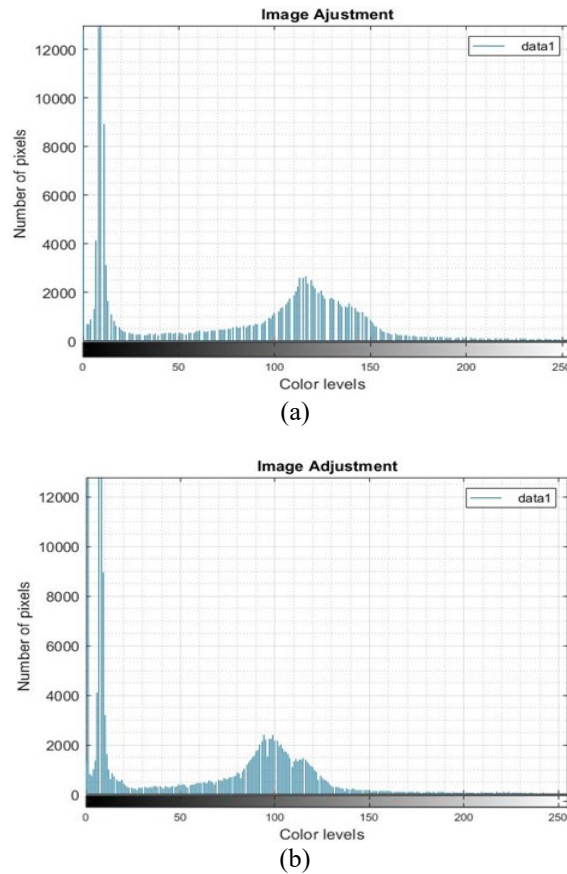 Image Ajustment
data1
12000
10000
8000
6000
4000
2000
0
Number of pixels
0 50 100 150 200 250
Color levels
(a)
Image Adjustment
data1
12000
10000
8000
6000
4000
2000
0
Number of pixels
0 50 100 150 200 250
Color levels
(b)